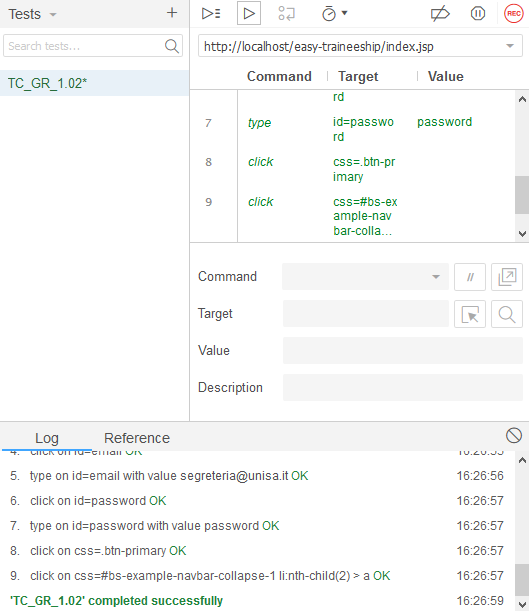 Tests
+
REC
Search tests...
http://localhost/easy-traineeship/index.jsp
TC_GR_1.02*
Command Target Value
rd
7 type id=passwo password
rd
8 click css=.btn-pr
imary
9 click css=#bs-ex
ample-nav
bar-colla...
Command //
Target
Value
Description
Log Reference
4. click on id=email OK 16:26:55
5. type on id=email with value segreteria@unisa.it OK 16:26:56
6. click on id=password OK 16:26:57
7. type on id=password with value password OK 16:26:57
8. click on css=.btn-primary OK 16:26:57
9. click on css=#bs-example-navbar-collapse-1 li:nth-child(2) > a OK 16:26:57
'TC_GR_1.02' completed successfully 16:26:59